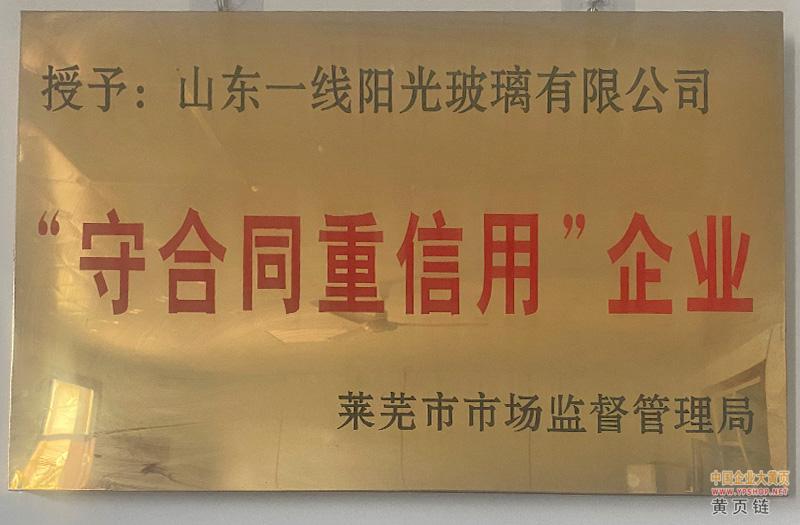 授予：山东一线阳光玻璃有限公司
“守合同重信用”企业
莱芜市市场监督管理局
中国企业大黄页
WWW.YPSHOP.NET
黄页链